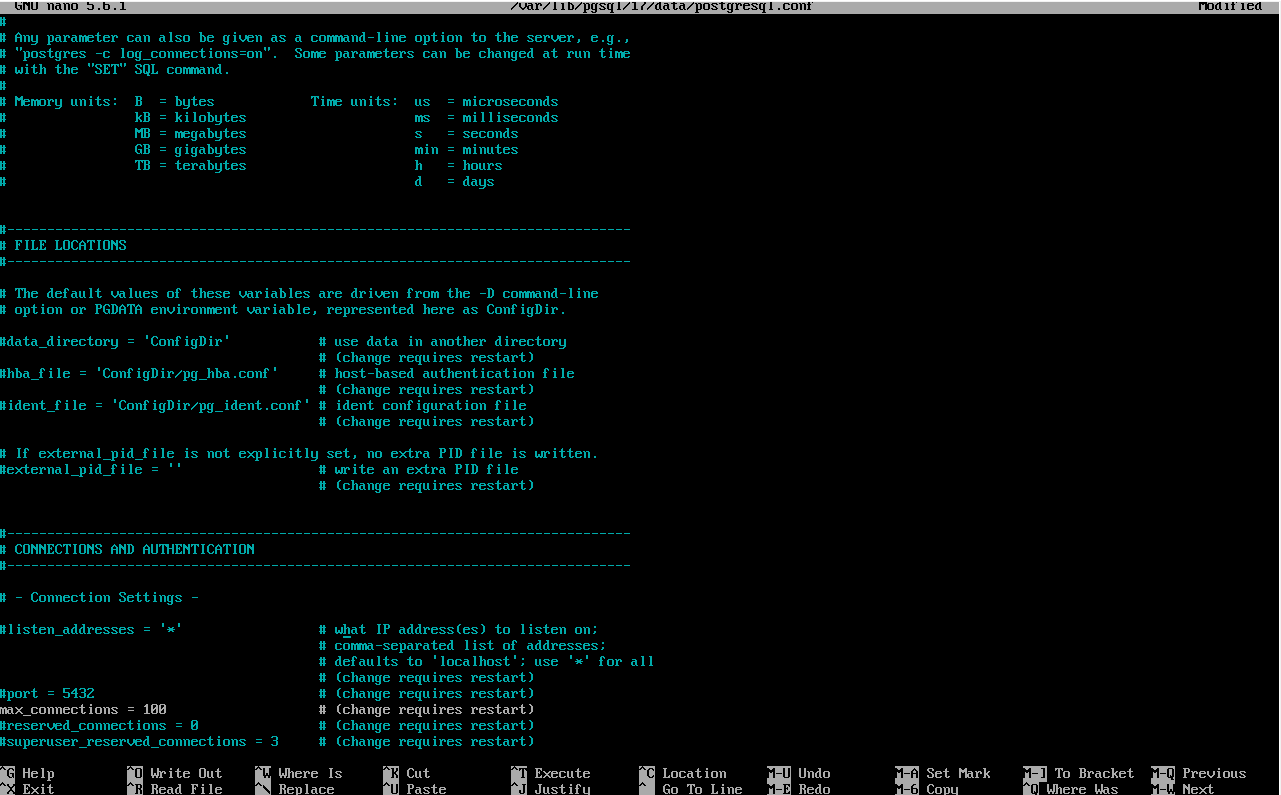 GNU nano 5.6.1 /var/lib/pgsql/17/data/postgresql.conf Modified
#
# Any parameter can also be given as a command-line option to the server, e.g.,
# "postgres -c log_connections=on". Some parameters can be changed at run time
# with the "SET" SQL command.
#
# Memory units: B = bytes Time units: us = microseconds
# kB = kilobytes ms = milliseconds
# MB = megabytes s = seconds
# GB = gigabytes min = minutes
# TB = terabytes h = hours
# d = days
#------------------------------------------------------------------------------
# FILE LOCATIONS
#------------------------------------------------------------------------------
# The default values of these variables are driven from the -D command-line
# option or PGDATA environment variable, represented here as ConfigDir.
#data_directory = 'ConfigDir' # use data in another directory
# (change requires restart)
#hba_file = 'ConfigDir/pg_hba.conf' # host-based authentication file
# (change requires restart)
#ident_file = 'ConfigDir/pg_ident.conf' # ident configuration file
# (change requires restart)
# If external_pid_file is not explicitly set, no extra PID file is written.
#external_pid_file = '' # write an extra PID file
# (change requires restart)
#------------------------------------------------------------------------------
# CONNECTIONS AND AUTHENTICATION
#------------------------------------------------------------------------------
# - Connection Settings -
#listen_addresses = '*' # what IP address(es) to listen on;
# comma-separated list of addresses;
# defaults to 'localhost'; use '*' for all
# (change requires restart)
#port = 5432 # (change requires restart)
max_connections = 100 # (change requires restart)
#reserved_connections = 0 # (change requires restart)
#superuser_reserved_connections = 3 # (change requires restart)
^G Help ^O Write Out ^W Where Is ^K Cut ^T Execute ^C Location M-U Undo M-A Set Mark M-] To Bracket M-Q Previous
^X Exit ^R Read File ^\ Replace ^U Paste ^J Justify ^_ Go To Line M-E Redo M-6 Copy ^Q Where Was M-W Next